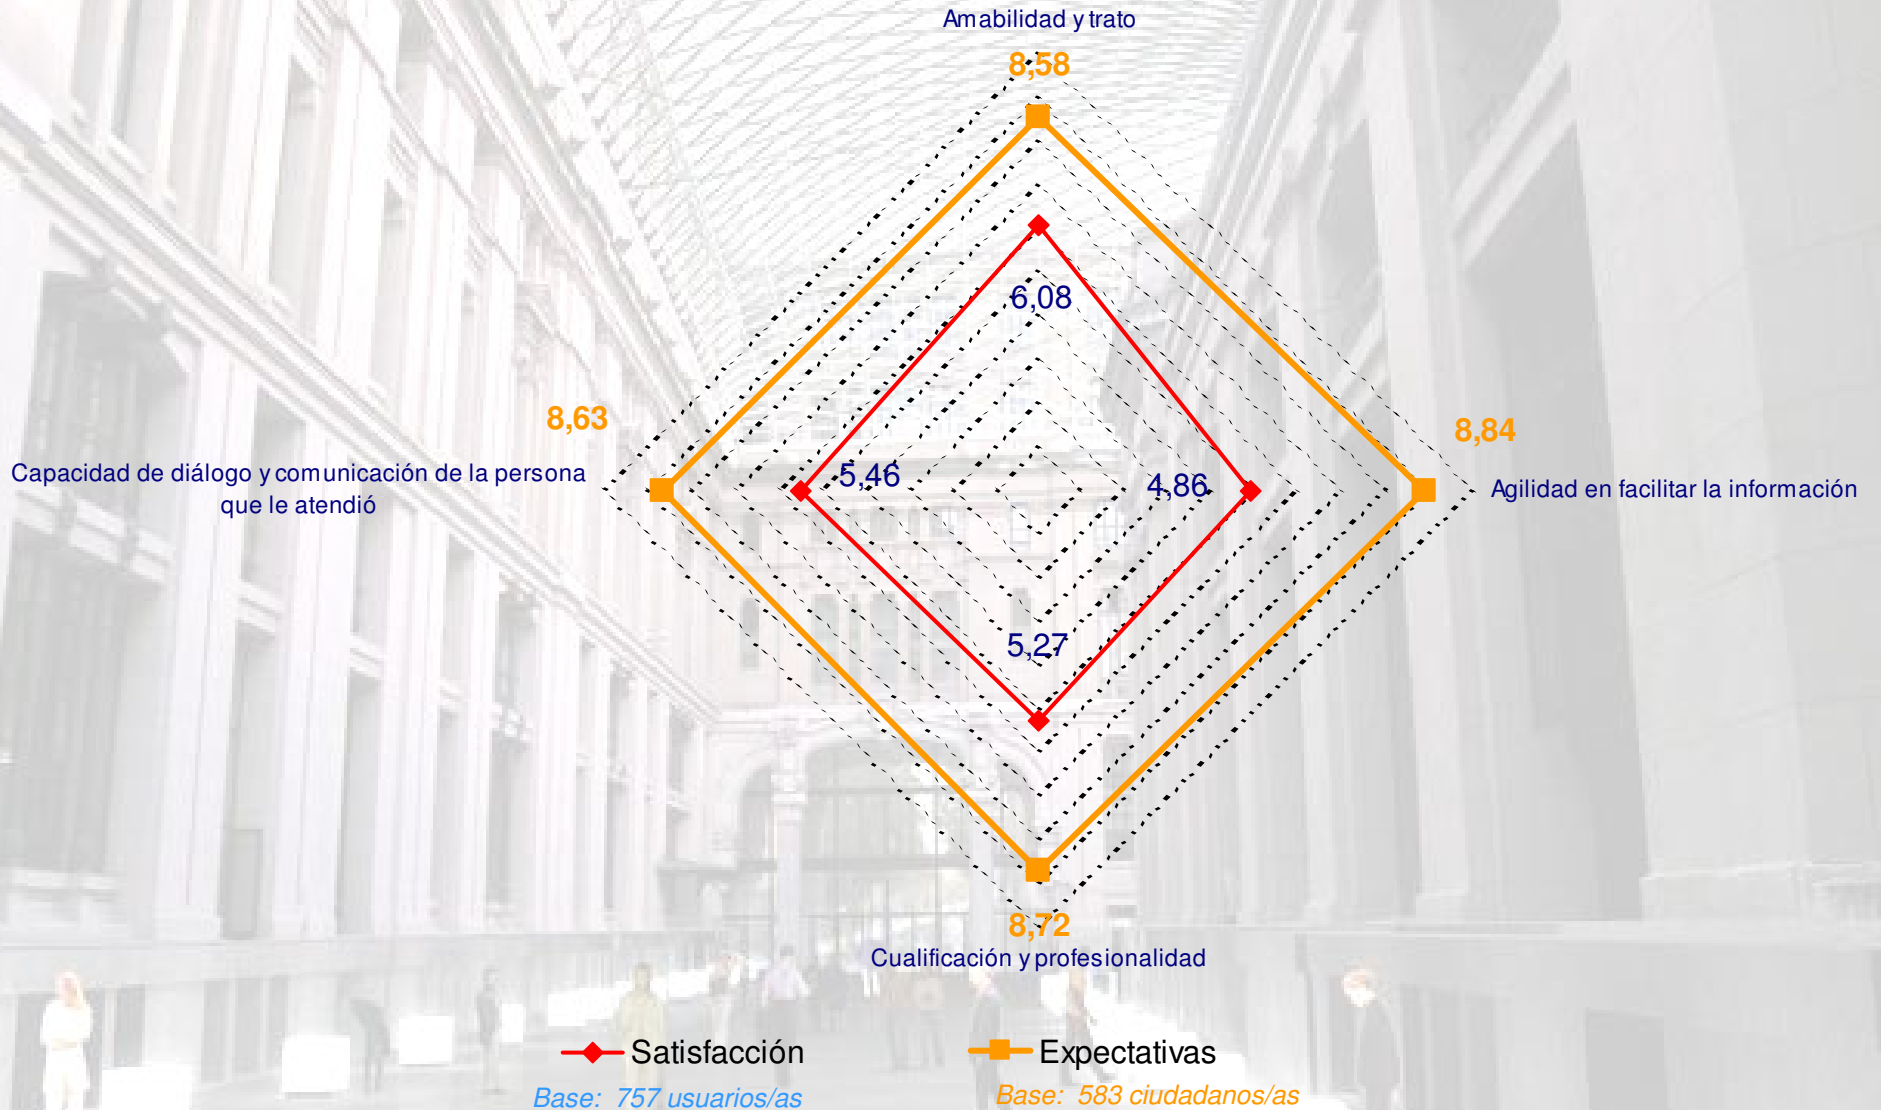 Amabilidad y trato
8,58
6,08
8,63
8,84
Capacidad de diálogo y comunicación de la persona
que le atendió
5,46
4,86
Agilidad en facilitar la información
5,27
8,72
Cualificación y profesionalidad
Satisfacción
Expectativas
Base: 757 usuarios/as
Base: 583 ciudadanos/as